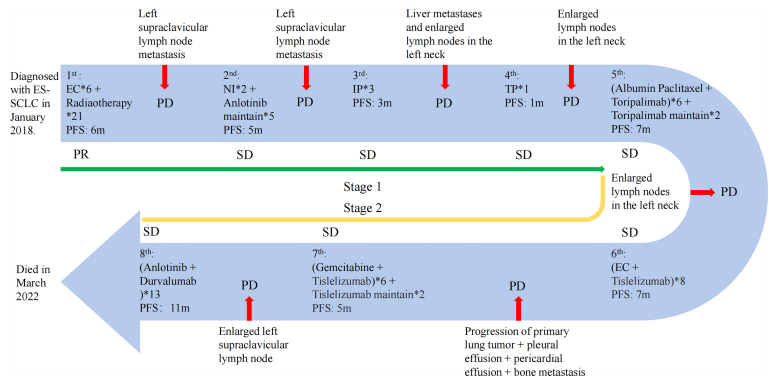 Left
supraclavicular
lymph node
metastasis
Left
supraclavicular
lymph node
metastasis
Liver metastases
and enlarged
lymph nodes in the
left neck
Enlarged
lymph nodes
in the left neck
Diagnosed
with ES-
SCLC in
January
2018.
1st:
EC*6 +
Radiaotherapy
*21
PFS: 6m
PD
2nd:
NI*2 +
Anlotinib
maintain*5
PFS: 5m
PD
3rd:
IP*3
PFS: 3m
PD
4th:
TP*1
PFS: 1m
PD
5th:
(Albumin Paclitaxel +
Toripalimab)*6 +
Toripalimab maintain*2
PFS: 7m
PR
SD
SD
SD
SD
Stage 1
Stage 2
Enlarged
lymph nodes
in the left neck
PD
SD
SD
SD
Died in
March
2022
8th:
(Anlotinib +
Durvalumab
)*13
PFS: 11m
PD
7th:
(Gemcitabine +
Tislelizumab)*6 +
Tislelizumab maintain*2
PFS: 5m
PD
6th:
(EC +
Tislelizumab)*8
PFS: 7m
Enlarged left
supraclavicular
lymph node
Progression of primary
lung tumor + pleural
effusion + pericardial
effusion + bone metastasis